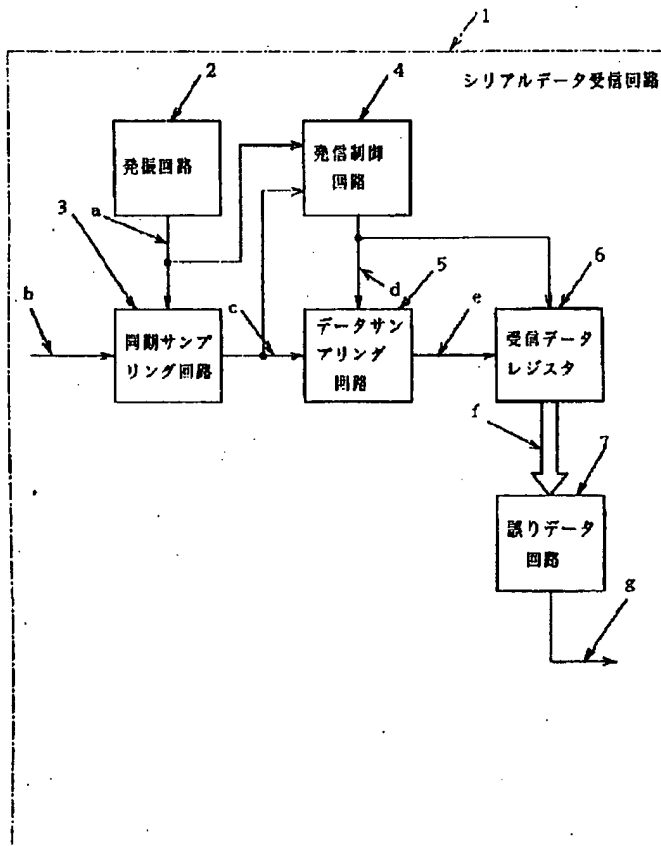 1
シリアルデータ受信回路
2
4
発振回路
発信制御
回路
a
3
b
同期サンプ
リング回路
c
d
5
データサン
プリング
回路
e
6
受信データ
レジスタ
f
7
誤りデータ
回路
g